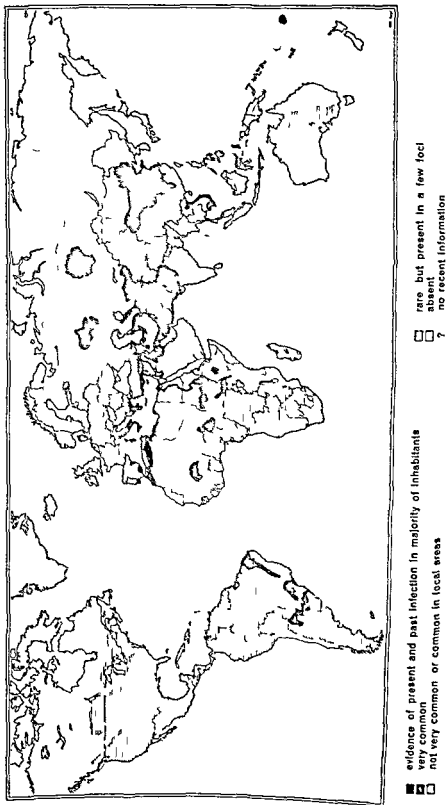 evidence of present and past infection in majority of inhabitants
very common
not very common or common in local areas
rare but present in a few foci
absent
? no recent information